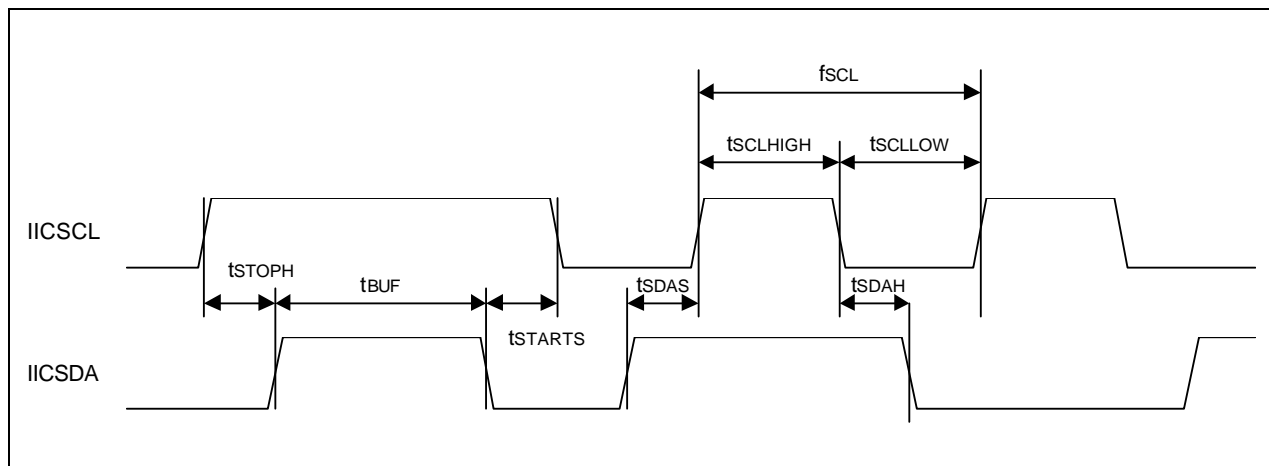 fSCL
tSCLHIGH
tSCLLOW
IICSCL
tSTOPH
tBUF
tSDAS
tSDAH
tSTARTS
IICSDA